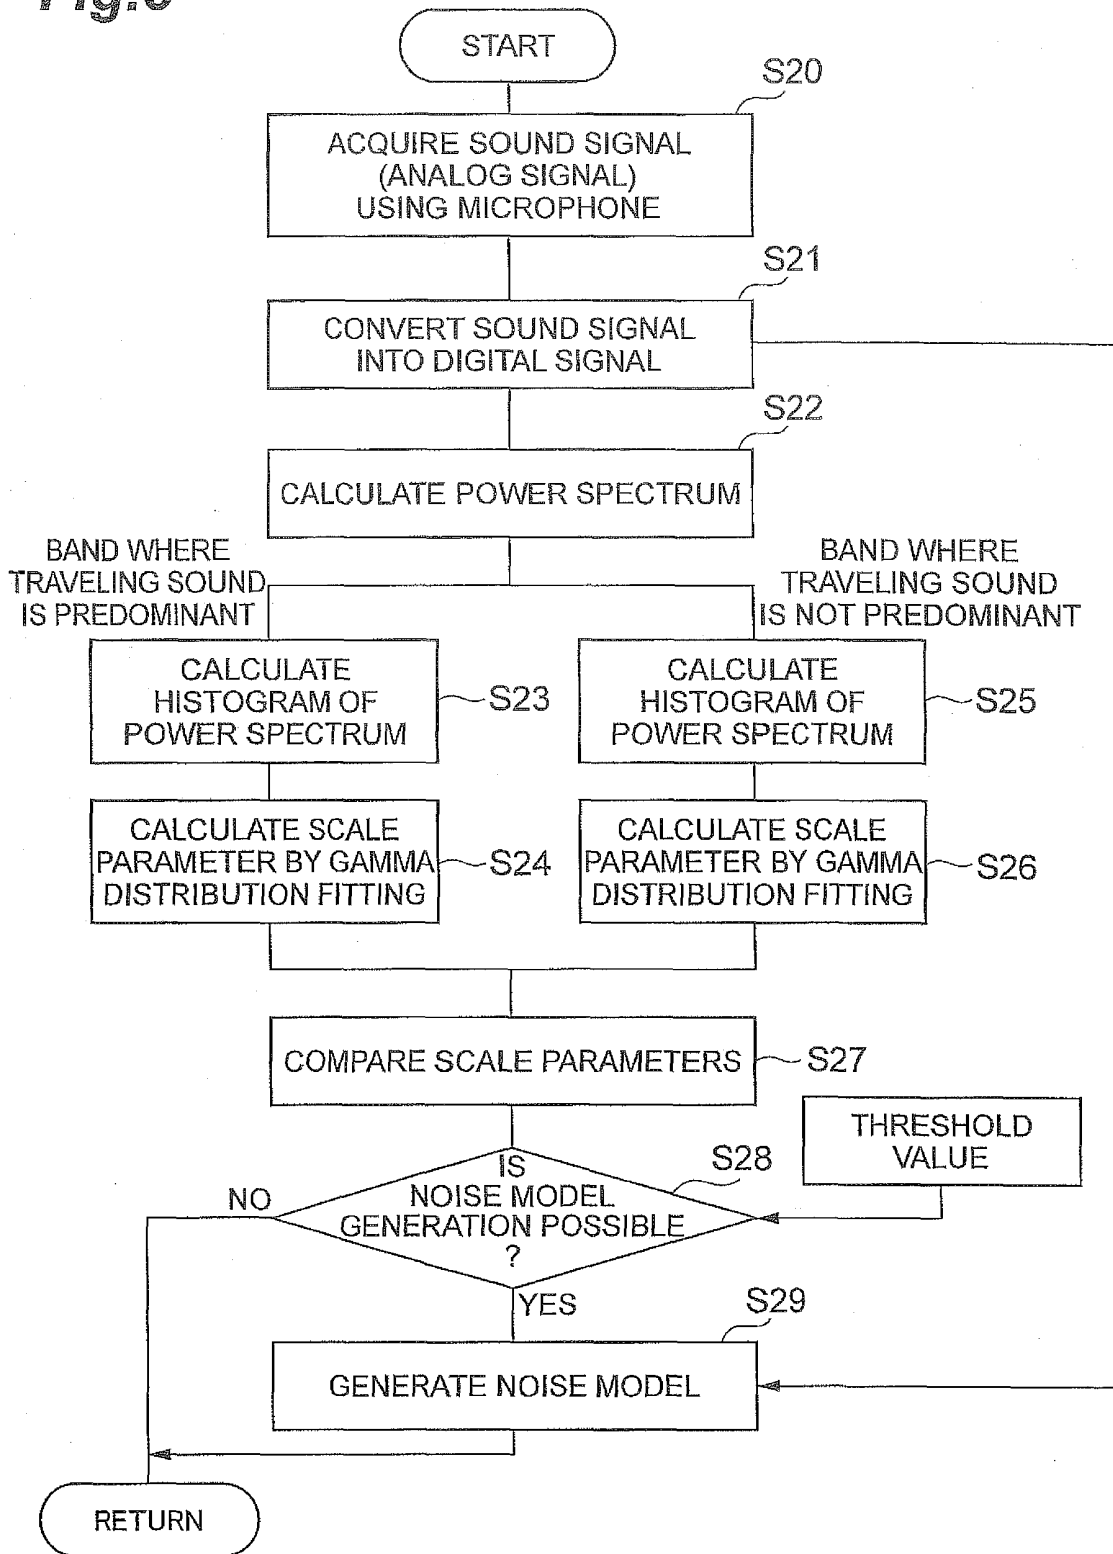 START
S20
ACQUIRE SOUND SIGNAL
(ANALOG SIGNAL)
USING MICROPHONE
S21
CONVERT SOUND SIGNAL
INTO DIGITAL SIGNAL
S22
CALCULATE POWER SPECTRUM
BAND WHERE
TRAVELING SOUND
IS PREDOMINANT
BAND WHERE
TRAVELING SOUND
IS NOT PREDOMINANT
CALCULATE
HISTOGRAM OF
POWER SPECTRUM
S23
CALCULATE
HISTOGRAM OF
POWER SPECTRUM
S25
CALCULATE SCALE
PARAMETER BY GAMMA
DISTRIBUTION FITTING
S24
CALCULATE SCALE
PARAMETER BY GAMMA
DISTRIBUTION FITTING
S26
COMPARE SCALE PARAMETERS
S27
THRESHOLD
VALUE
S28
IS
NOISE MODEL
GENERATION POSSIBLE
?
NO
YES
S29
GENERATE NOISE MODEL
RETURN